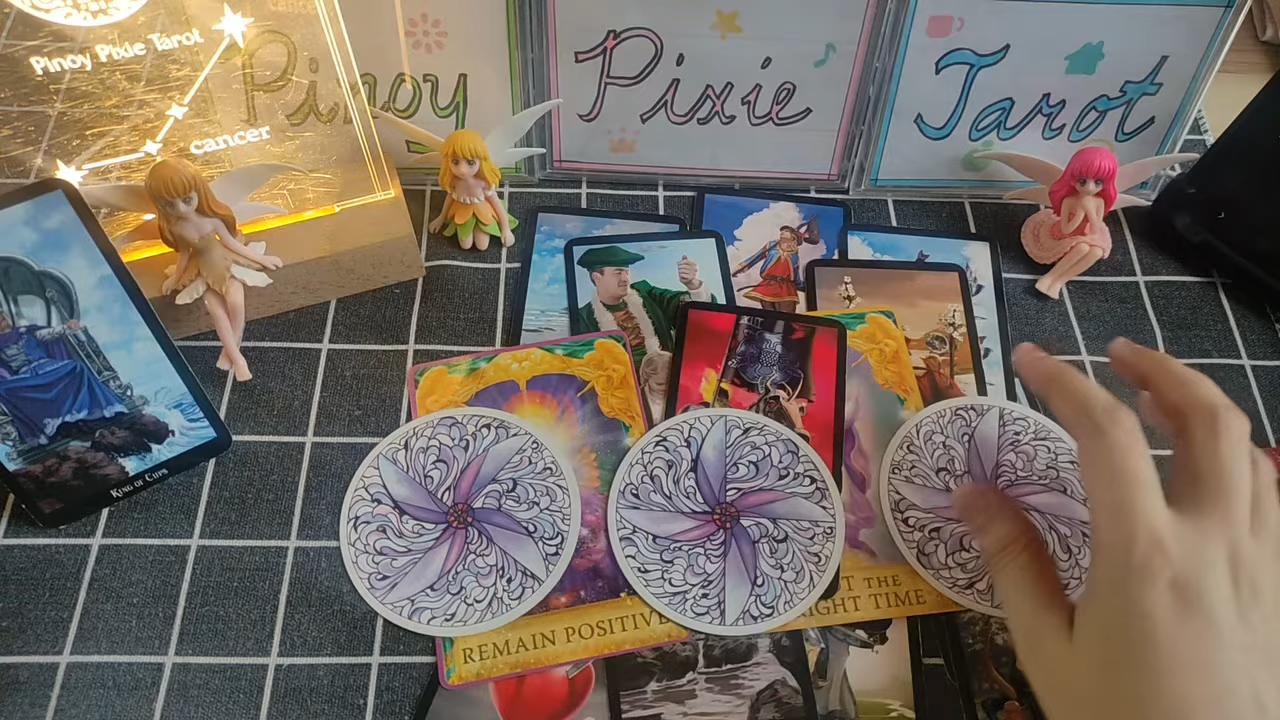 Pinoy Pixie Tarot
cancer
Pinoy
Pixie
Tarot
KING OF CUPS
REMAIN POSITIVE
THE
RIGHT TIME